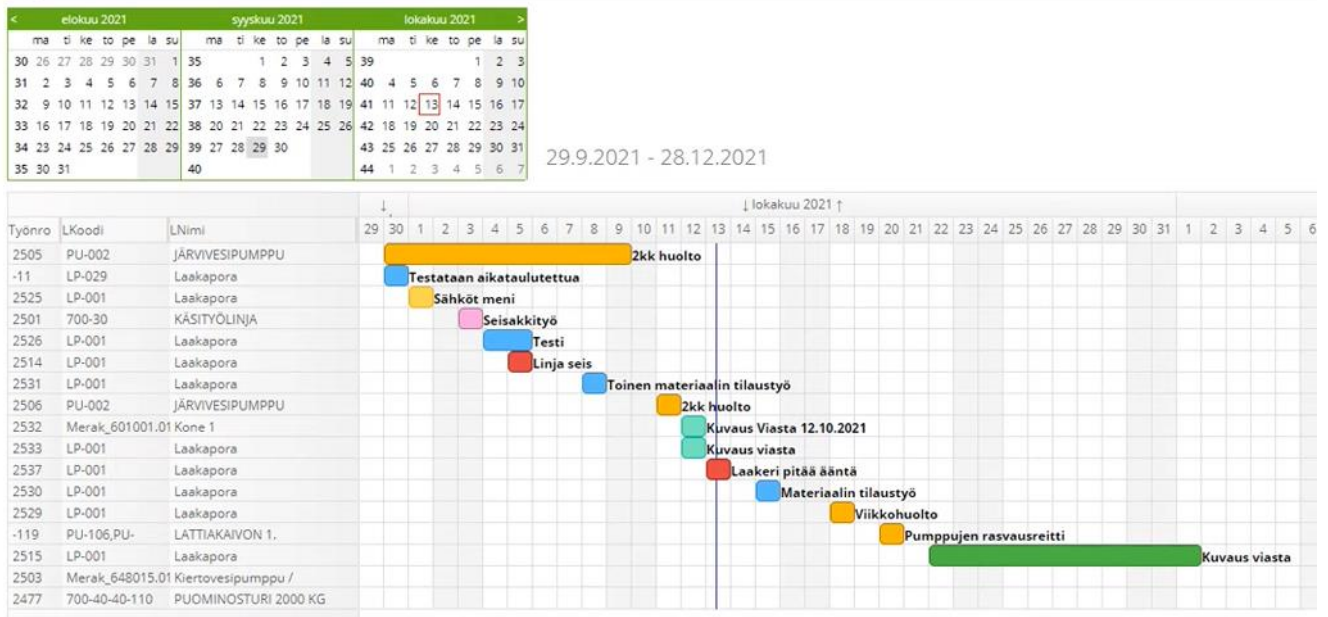 < elokuu 2021 syyskuu 2021 lokakuu 2021 >
ma ti ke to pe la su ma ti ke to pe la su ma ti ke to pe la su
30 26 27 28 29 30 31 1 35 1 2 3 4 5 39 1 2 3
31 2 3 4 5 6 7 8 36 6 7 8 9 10 11 12 40 4 5 6 7 8 9 10
32 9 10 11 12 13 14 15 37 13 14 15 16 17 18 19 41 11 12 13 14 15 16 17
33 16 17 18 19 20 21 22 38 20 21 22 23 24 25 26 42 18 19 20 21 22 23 24
34 23 24 25 26 27 28 29 39 27 28 29 30 43 25 26 27 28 29 30 31
35 30 31 40 44 1 2 3 4 5 6 7
29.9.2021 - 28.12.2021
↓ ↓ lokakuu 2021 ↑
Työnro LKoodi LNimi 29 30 1 2 3 4 5 6 7 8 9 10 11 12 13 14 15 16 17 18 19 20 21 22 23 24 25 26 27 28 29 30 31 1 2 3 4 5 6
2505 PU-002 JÄRVIVESIPUMPPU 2kk huolto
-11 LP-029 Laakapora Testataan aikataulutettua
2525 LP-001 Laakapora Sähköt meni
2501 700-30 KÄSITYÖLINJA Seisakkityö
2526 LP-001 Laakapora Testi
2514 LP-001 Laakapora Linja seis
2531 LP-001 Laakapora Toinen materiaalin tilaustyö
2506 PU-002 JÄRVIVESIPUMPPU 2kk huolto
2532 Merak_601001.01 Kone 1 Kuvaus Viasta 12.10.2021
2533 LP-001 Laakapora Kuvaus viasta
2537 LP-001 Laakapora Laakeri pitää ääntä
2530 LP-001 Laakapora Materiaalin tilaustyö
2529 LP-001 Laakapora Viikkohuolto
-119 PU-106,PU- LATTIAKAIVON 1. Pumppujen rasvausreitti
2515 LP-001 Laakapora Kuvaus viasta
2503 Merak_648015.01 Kiertovesipumppu /
2477 700-40-40-110 PUOMINOSTURI 2000 KG